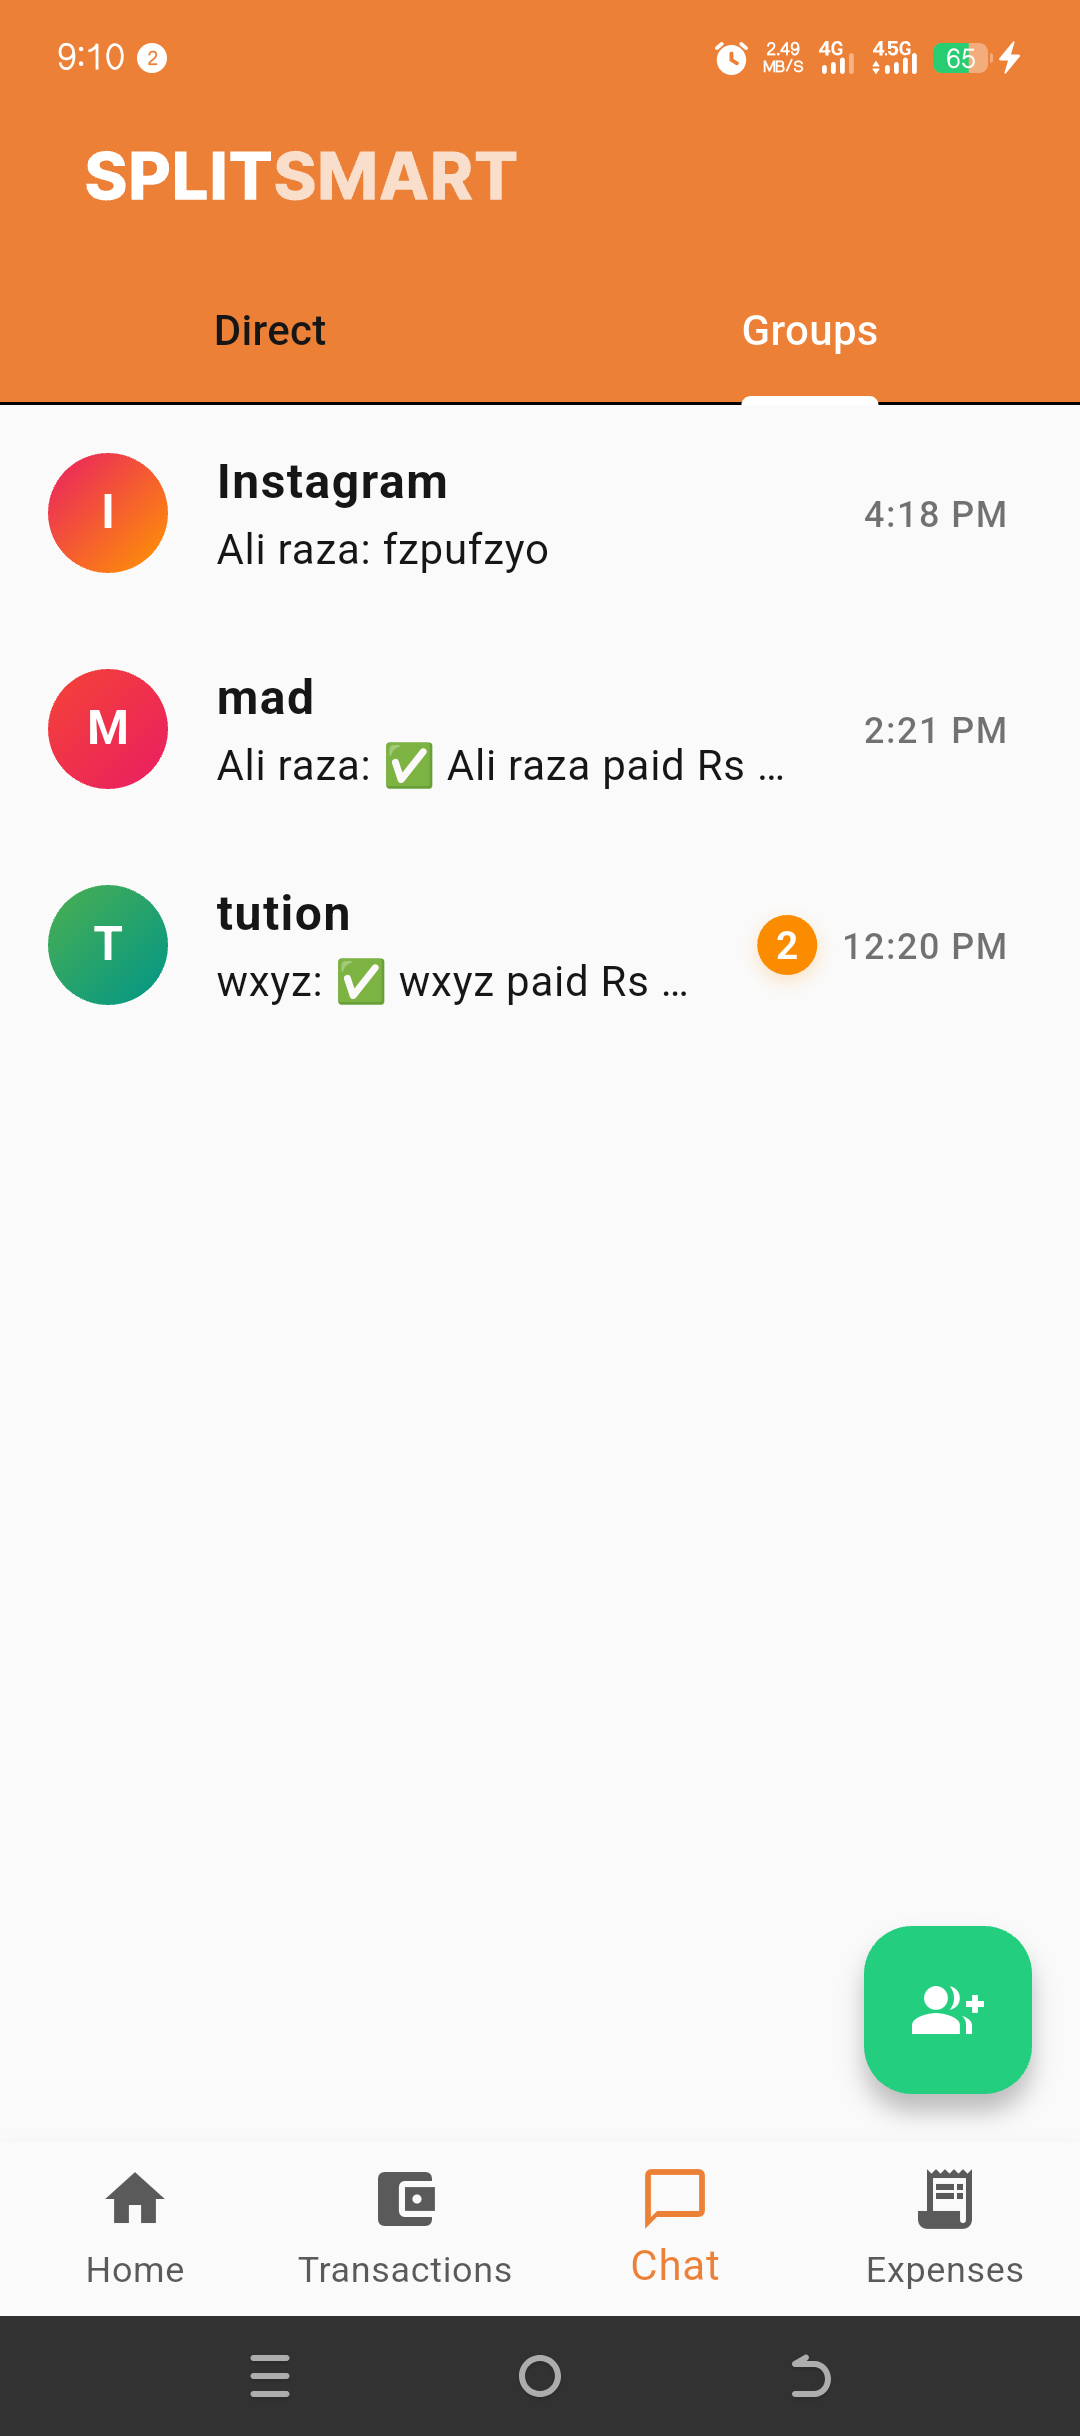 9:10 2 2.49 MB/S 4G 4.5G 65
SPLITSMART
Direct Groups
I Instagram 4:18 PM
Ali raza: fzpufzyo
M mad 2:21 PM
Ali raza: ✅ Ali raza paid Rs ...
T tution 2 12:20 PM
wxyz: ✅ wxyz paid Rs ...
Home Transactions Chat Expenses